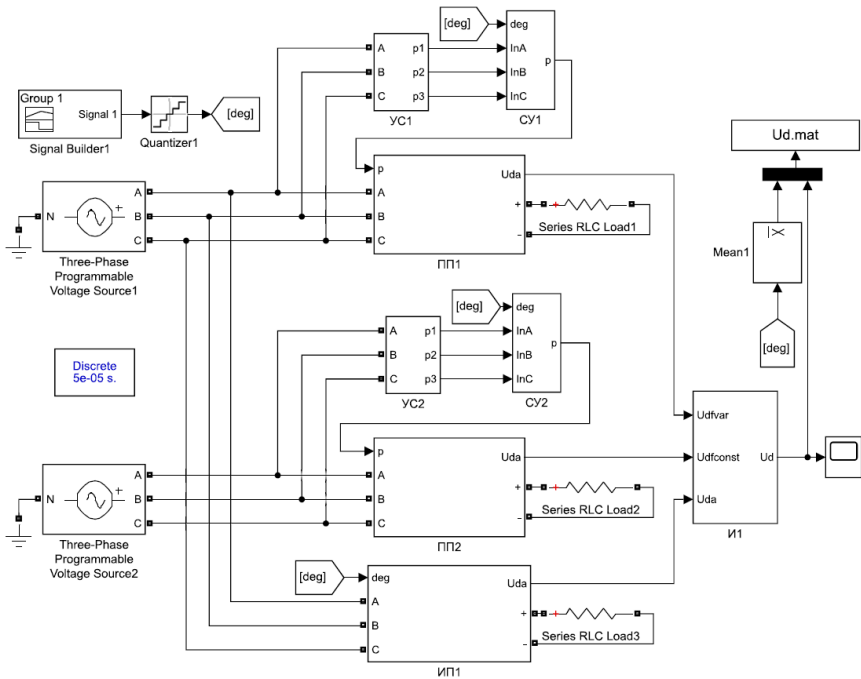 [deg]
deg
A
p1
InA
B
p2
InB
p
C
p3
InC
УС1
СУ1
Group 1
Signal 1
Signal Builder1
Quantizer1
[deg]
Ud.mat
p
Uda
N
A
A
+
B
B
Series RLC Load1
C
C
-
ПП1
Three-Phase
Programmable
Voltage Source1
Mean1
[deg]
[deg]
deg
A
p1
InA
B
p2
InB
p
C
p3
InC
УС2
СУ2
Discrete
5e-05 s.
Udfvar
Udfconst
Ud
Uda
И1
p
Uda
N
A
A
+
B
B
Series RLC Load2
C
C
-
ПП2
Three-Phase
Programmable
Voltage Source2
[deg]
deg
Uda
A
+
B
Series RLC Load3
C
-
ИП1